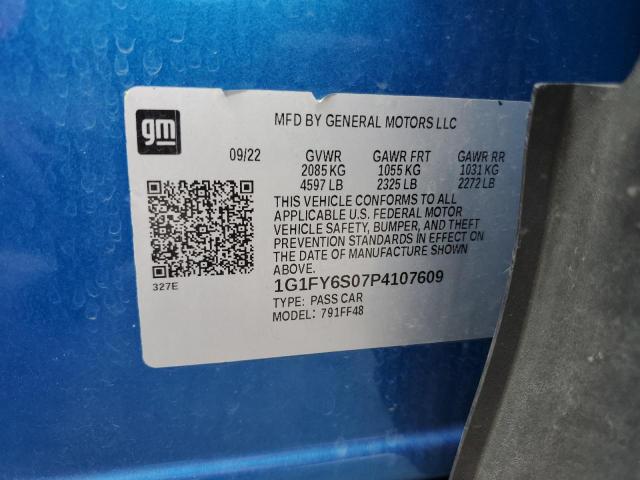 gm
MFD BY GENERAL MOTORS LLC
09/22 GVWR GAWR FRT GAWR RR
2085 KG 1055 KG 1031 KG
4597 LB 2325 LB 2272 LB
THIS VEHICLE CONFORMS TO ALL
APPLICABLE U.S. FEDERAL MOTOR
VEHICLE SAFETY, BUMPER, AND THEFT
PREVENTION STANDARDS IN EFFECT ON
THE DATE OF MANUFACTURE SHOWN
ABOVE.
327E
1G1FY6S07P4107609
TYPE: PASS CAR
MODEL: 791FF48